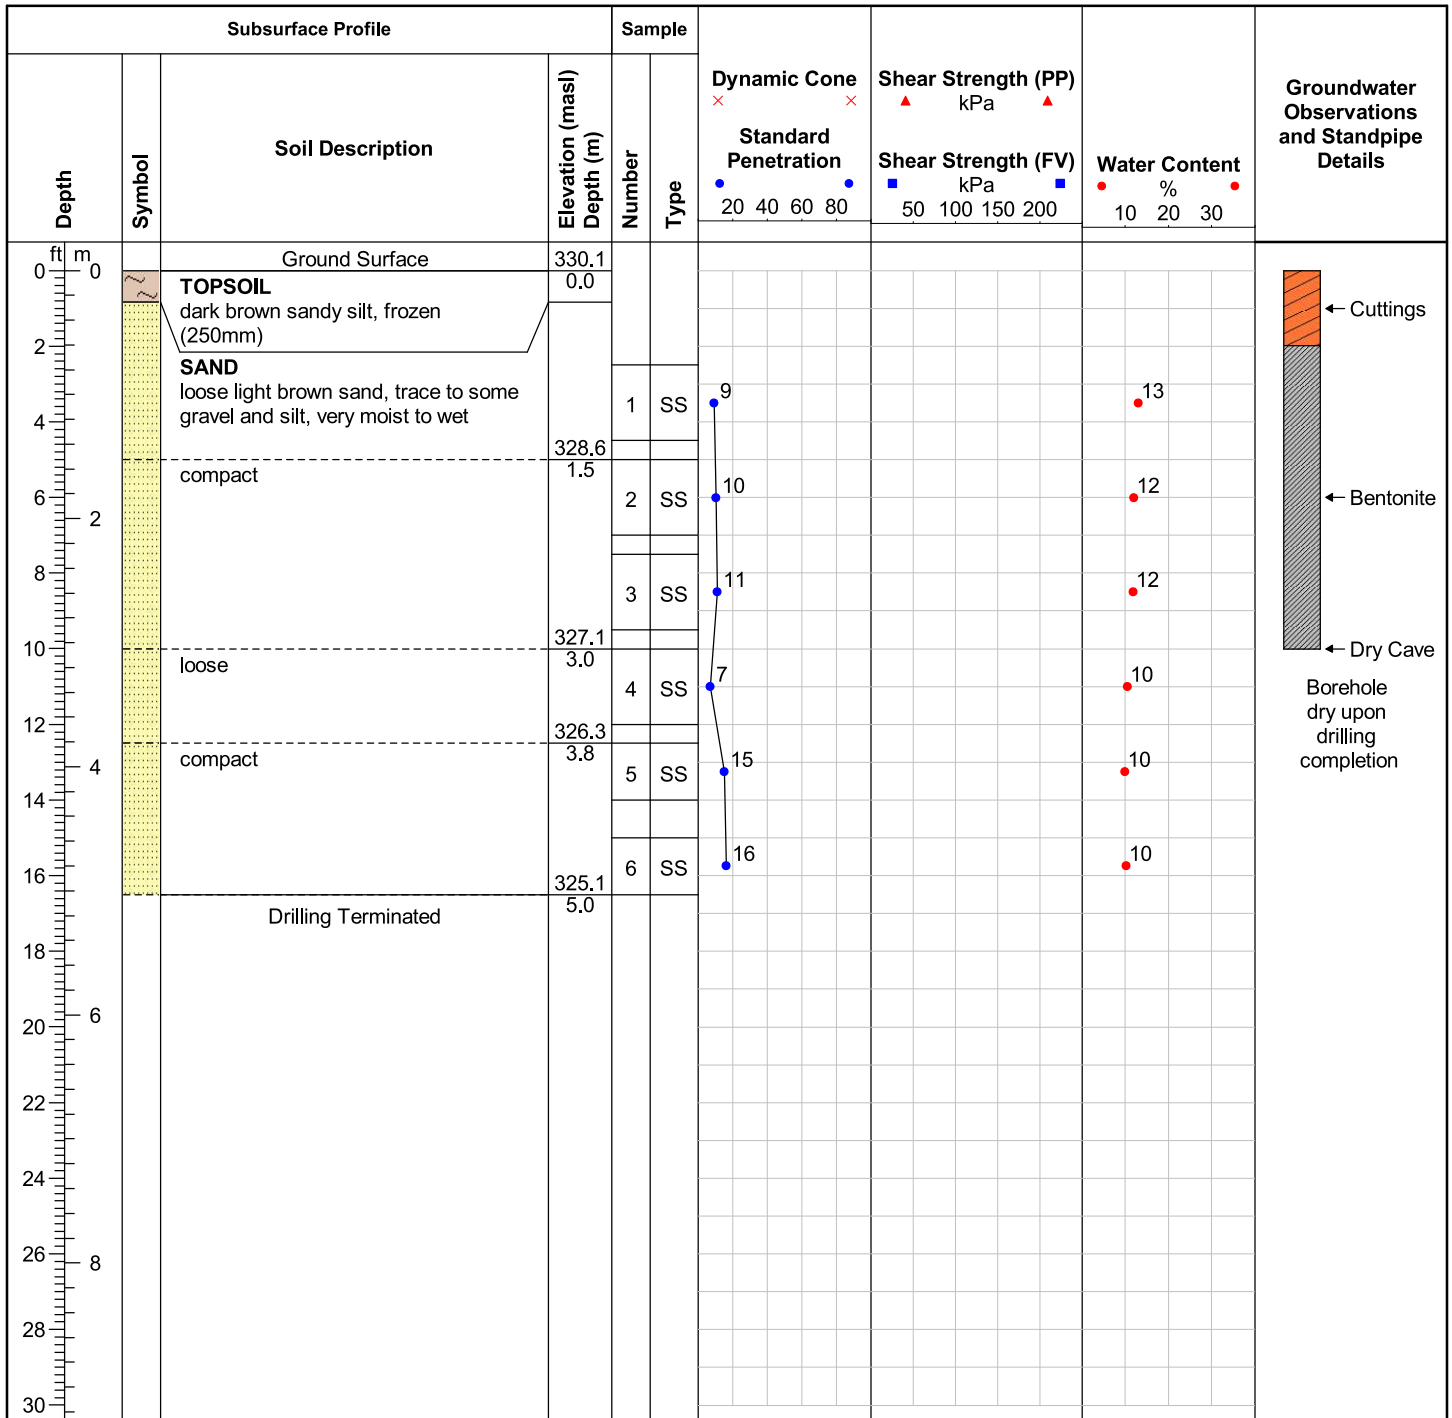 Subsurface Profile
Sample
Depth
Symbol
Soil Description
Elevation (masl)
Depth (m)
Number
Type
Dynamic Cone
Standard
Penetration
20 40 60 80
Shear Strength (PP)
kPa
Shear Strength (FV)
kPa
50 100 150 200
Water Content
%
10 20 30
Groundwater
Observations
and Standpipe
Details
ft m
Ground Surface
330.1
0 0
0.0
TOPSOIL
dark brown sandy silt, frozen
(250mm)
Cuttings
2
SAND
loose light brown sand, trace to some
gravel and silt, very moist to wet
1 SS
9
13
4
328.6
1.5
compact
6
2 SS
10
12
Bentonite
2
8
3 SS
11
12
327.1
10
3.0
Dry Cave
loose
4 SS
7
10
Borehole
dry upon
drilling
completion
12
326.3
3.8
compact
4
5 SS
15
10
14
16
6 SS
16
10
325.1
5.0
Drilling Terminated
18
6
20
22
24
26
8
28
30